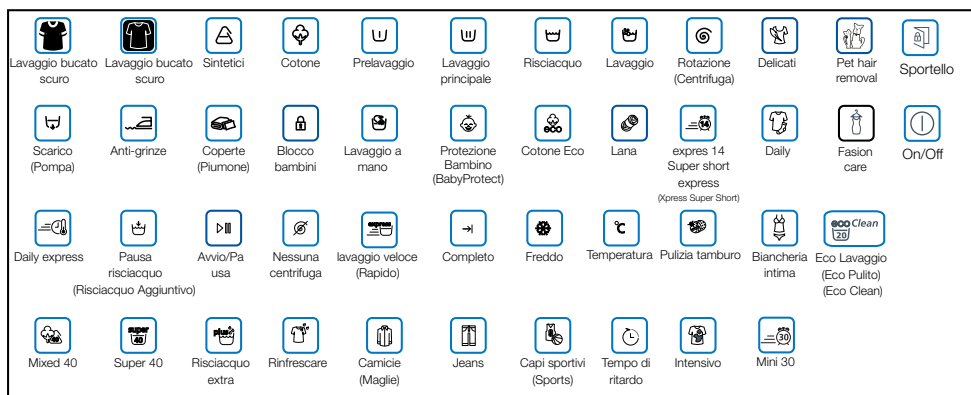 Lavaggio bucato
scuro
Lavaggio bucato
scuro
Sintetici
Cotone
Prelavaggio
Lavaggio
principale
Risciacquo
Lavaggio
Rotazione
(Centrifuga)
Delicati
Pet hair
removal
Sportello
eco
14
Scarico
(Pompa)
Anti-grinze
Coperte
(Piumone)
Blocco
bambini
Lavaggio a
mano
Protezione
Bambino
(BabyProtect)
Cotone Eco
Lana
expres 14
Super short
express
(Xpress Super Short)
Daily
Fasion
care
On/Off
express
°C
eco Clean
20
Daily express
Pausa
risciacquo
(Risciacquo Aggiuntivo)
Avvio/Pa
usa
Nessuna
centrifuga
lavaggio veloce
(Rapido)
Completo
Freddo
Temperatura
Pulizia tamburo
Biancheria
intima
Eco Lavaggio
(Eco Pulito)
(Eco Clean)
40
super
40
plus
30
Mixed 40
Super 40
Risciacquo
extra
Rinfrescare
Camicie
(Maglie)
Jeans
Capi sportivi
(Sports)
Tempo di
ritardo
Intensivo
Mini 30